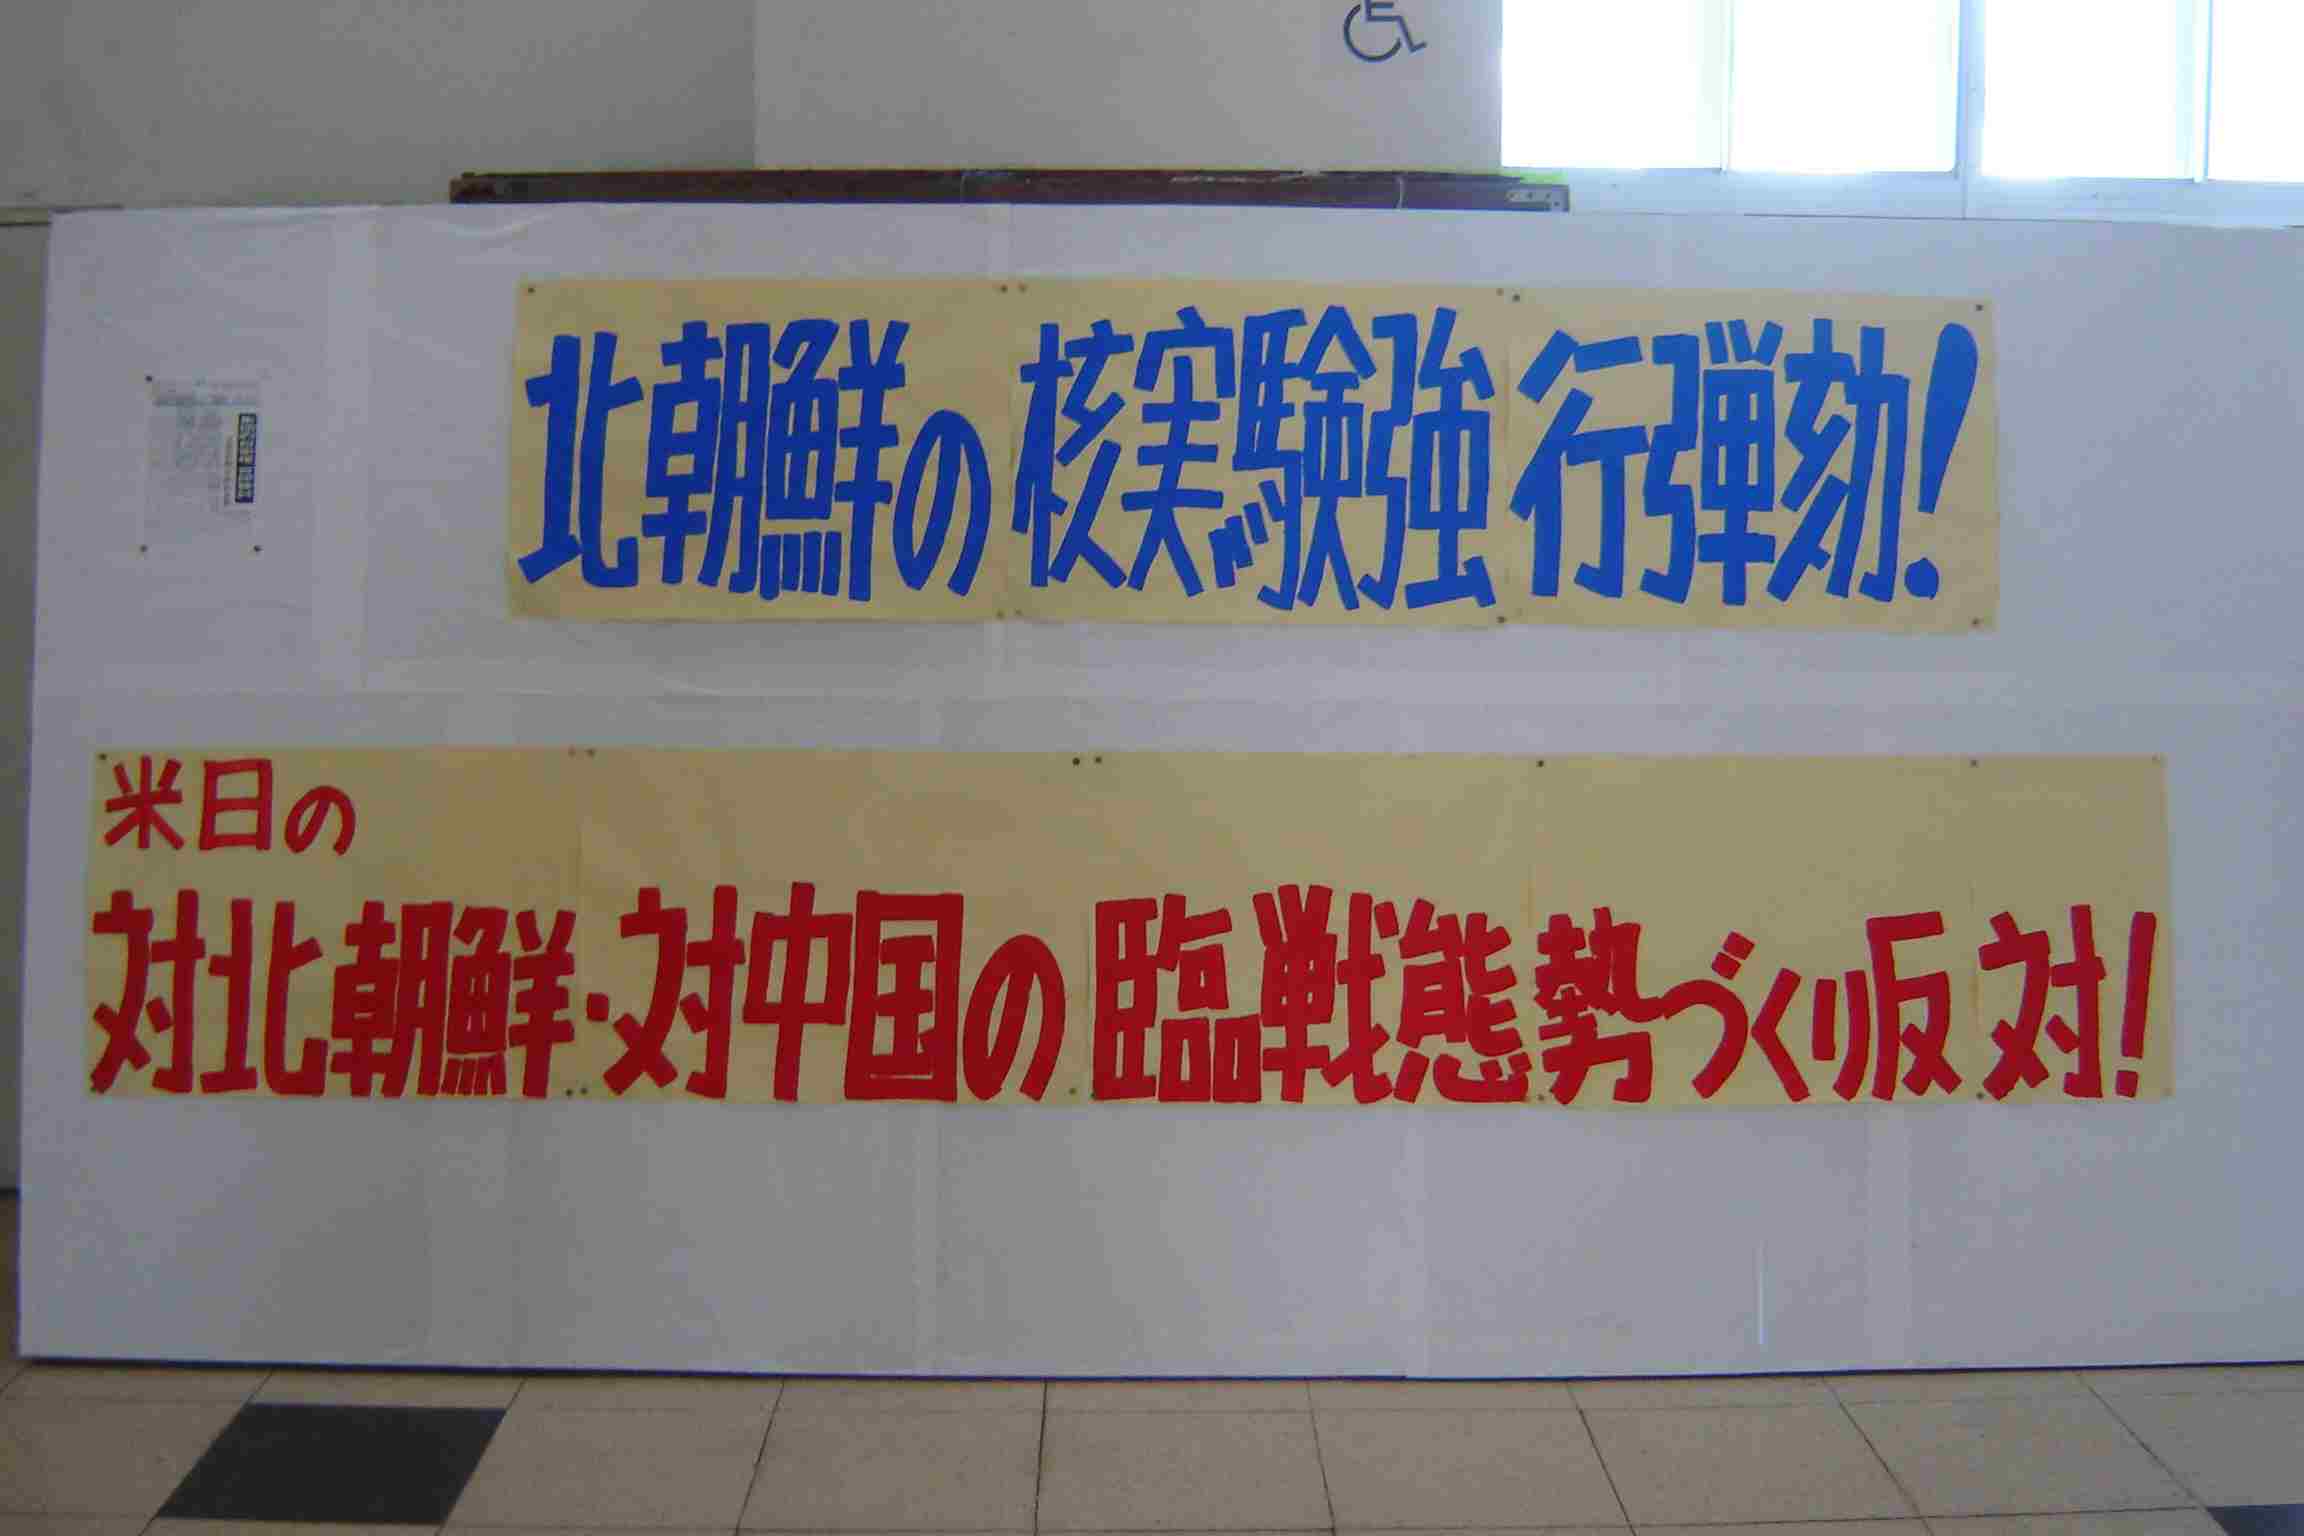 北朝鮮の核実験強行弾劾!
米日の
対北朝鮮・対中国の臨戦態勢づくり反対!